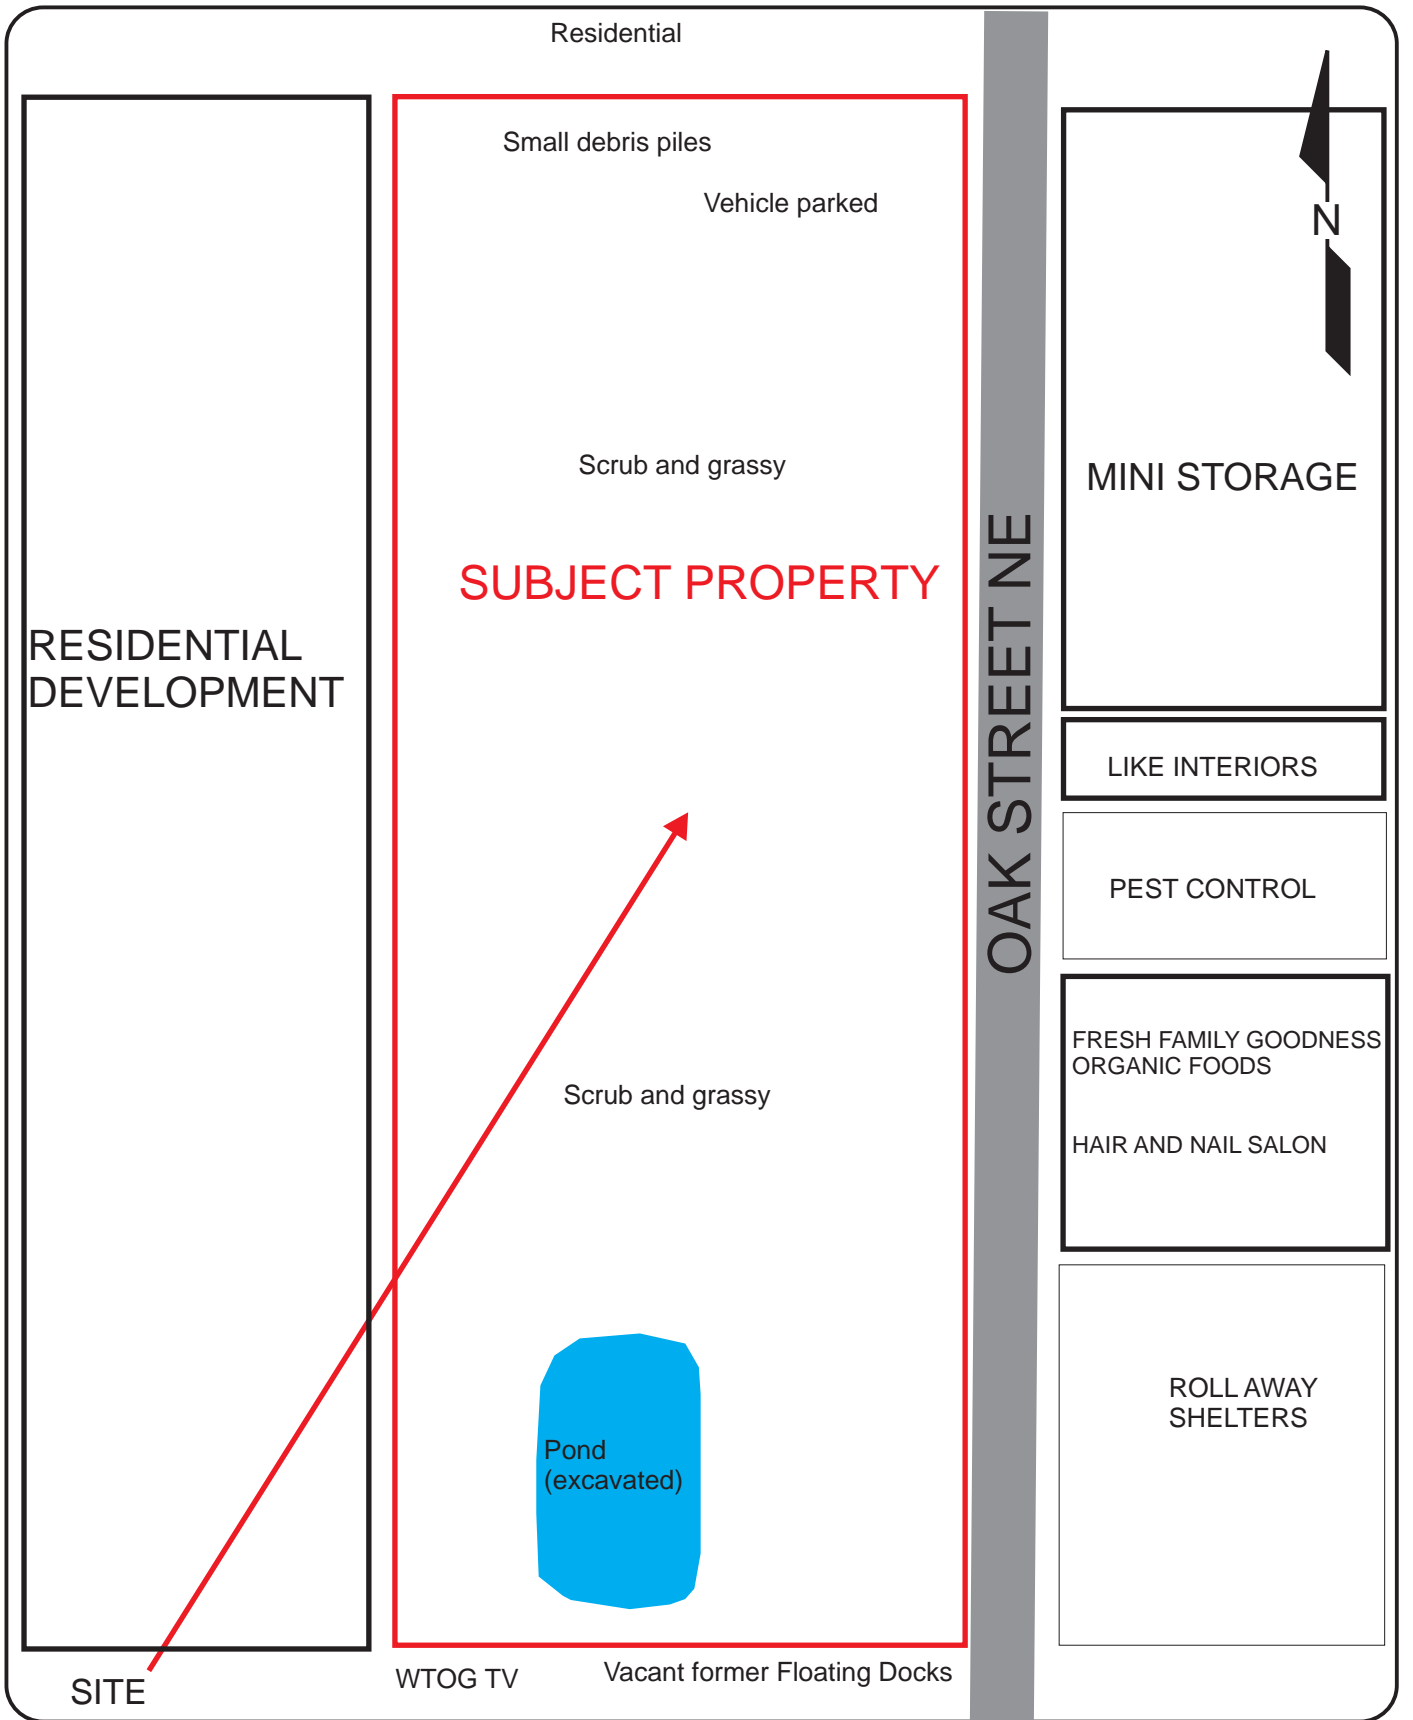 Residential
Small debris piles
Vehicle parked
N
Scrub and grassy
MINI STORAGE
SUBJECT PROPERTY
RESIDENTIAL
DEVELOPMENT
OAK STREET NE
LIKE INTERIORS
PEST CONTROL
FRESH FAMILY GOODNESS
ORGANIC FOODS
Scrub and grassy
HAIR AND NAIL SALON
ROLL AWAY
SHELTERS
Pond
(excavated)
SITE
WTOG TV
Vacant former Floating Docks